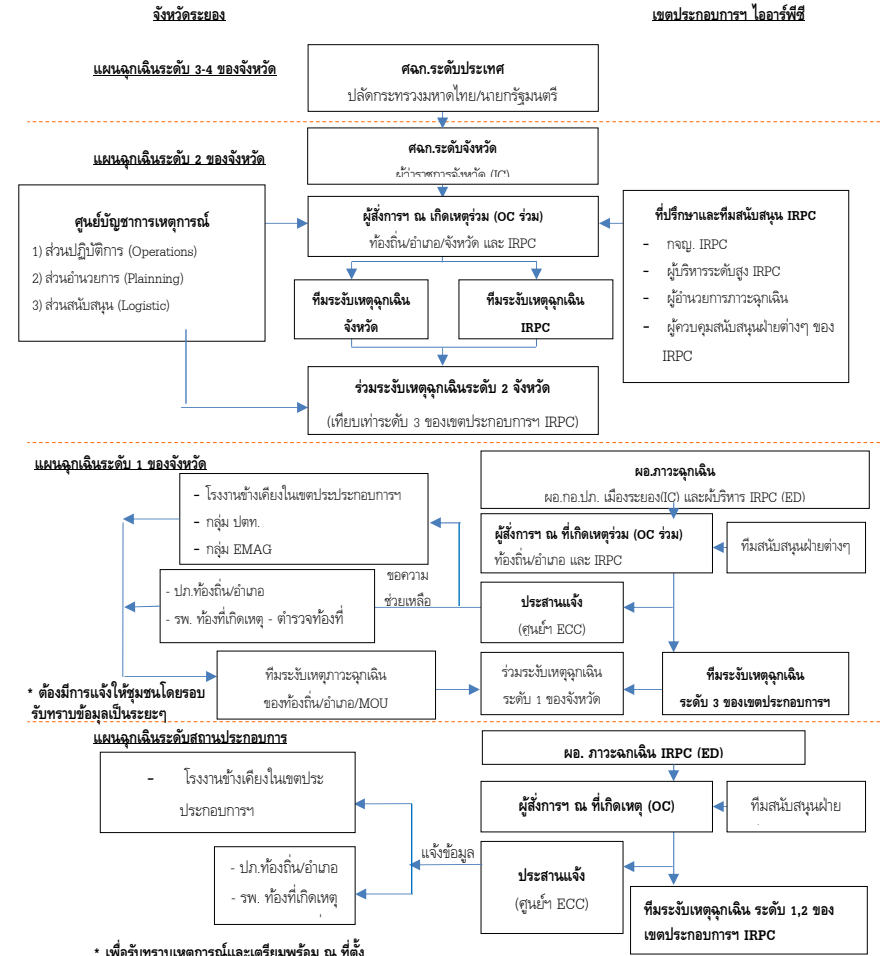 จังหวัดระยอง
เขตประกอบการฯ ไออาร์พีซี
แผนฉุกเฉินระดับ 3-4 ของจังหวัด
ศฉก.ระดับประเทศ
ปลัดกระทรวงมหาดไทย/นายกรัฐมนตรี
แผนฉุกเฉินระดับ 2 ของจังหวัด
ศฉก.ระดับจังหวัด
ผู้ว่าราชการจังหวัด (IC)
ศูนย์บัญชาการเหตุการณ์
1) ส่วนปฏิบัติการ (Operations)
2) ส่วนอำนวยการ (Plainning)
3) ส่วนสนับสนุน (Logistic)
ผู้สั่งการฯ ณ เกิดเหตุร่วม (OC ร่วม)
ท้องถิ่น/อำเภอ/จังหวัด และ IRPC
ที่ปรึกษาและทีมสนับสนุน IRPC
- กจญ. IRPC
- ผู้บริหารระดับสูง IRPC
- ผู้อำนวยการภาวะฉุกเฉิน
- ผู้ควบคุมสนับสนุนฝ่ายต่างๆ ของ
IRPC
ทีมระงับเหตุฉุกเฉิน
จังหวัด
ทีมระงับเหตุฉุกเฉิน
IRPC
ร่วมระงับเหตุฉุกเฉินระดับ 2 จังหวัด
(เทียบเท่าระดับ 3 ของเขตประกอบการฯ IRPC)
แผนฉุกเฉินระดับ 1 ของจังหวัด
ผอ.ภาวะฉุกเฉิน
ผอ.กอ.ปภ. เมืองระยอง(IC) และผู้บริหาร IRPC (ED)
- โรงงานข้างเคียงในเขตประประกอบการฯ
- กลุ่ม ปตท.
- กลุ่ม EMAG
ผู้สั่งการฯ ณ ที่เกิดเหตุร่วม (OC ร่วม)
ท้องถิ่น/อำเภอ และ IRPC
ทีมสนับสนุนฝ่ายต่างๆ
ขอความ
ช่วยเหลือ
- ปภ.ท้องถิ่น/อำเภอ
- รพ. ท้องที่เกิดเหตุ - ตำรวจท้องที่
ประสานแจ้ง
(ศูนย์ฯ ECC)
ทีมระงับเหตุภาวะฉุกเฉิน
ของท้องถิ่น/อำเภอ/MOU
ร่วมระงับเหตุฉุกเฉิน
ระดับ 1 ของจังหวัด
ทีมระงับเหตุฉุกเฉิน
ระดับ 3 ของเขตประกอบการฯ
* ต้องมีการแจ้งให้ชุมชนโดยรอบ
รับทราบข้อมูลเป็นระยะๆ
แผนฉุกเฉินระดับสถานประกอบการ
ผอ. ภาวะฉุกเฉิน IRPC (ED)
- โรงงานข้างเคียงในเขตประ
ประกอบการฯ
ผู้สั่งการฯ ณ ที่เกิดเหตุ (OC)
ทีมสนับสนุนฝ่าย
แจ้งข้อมูล
- ปภ.ท้องถิ่น/อำเภอ
- รพ. ท้องที่เกิดเหตุ
ประสานแจ้ง
(ศูนย์ฯ ECC)
ทีมระงับเหตุฉุกเฉิน ระดับ 1,2 ของ
เขตประกอบการฯ IRPC
* เพื่อรับทราบเหตุการณ์และเตรียมพร้อม ณ ที่ตั้ง